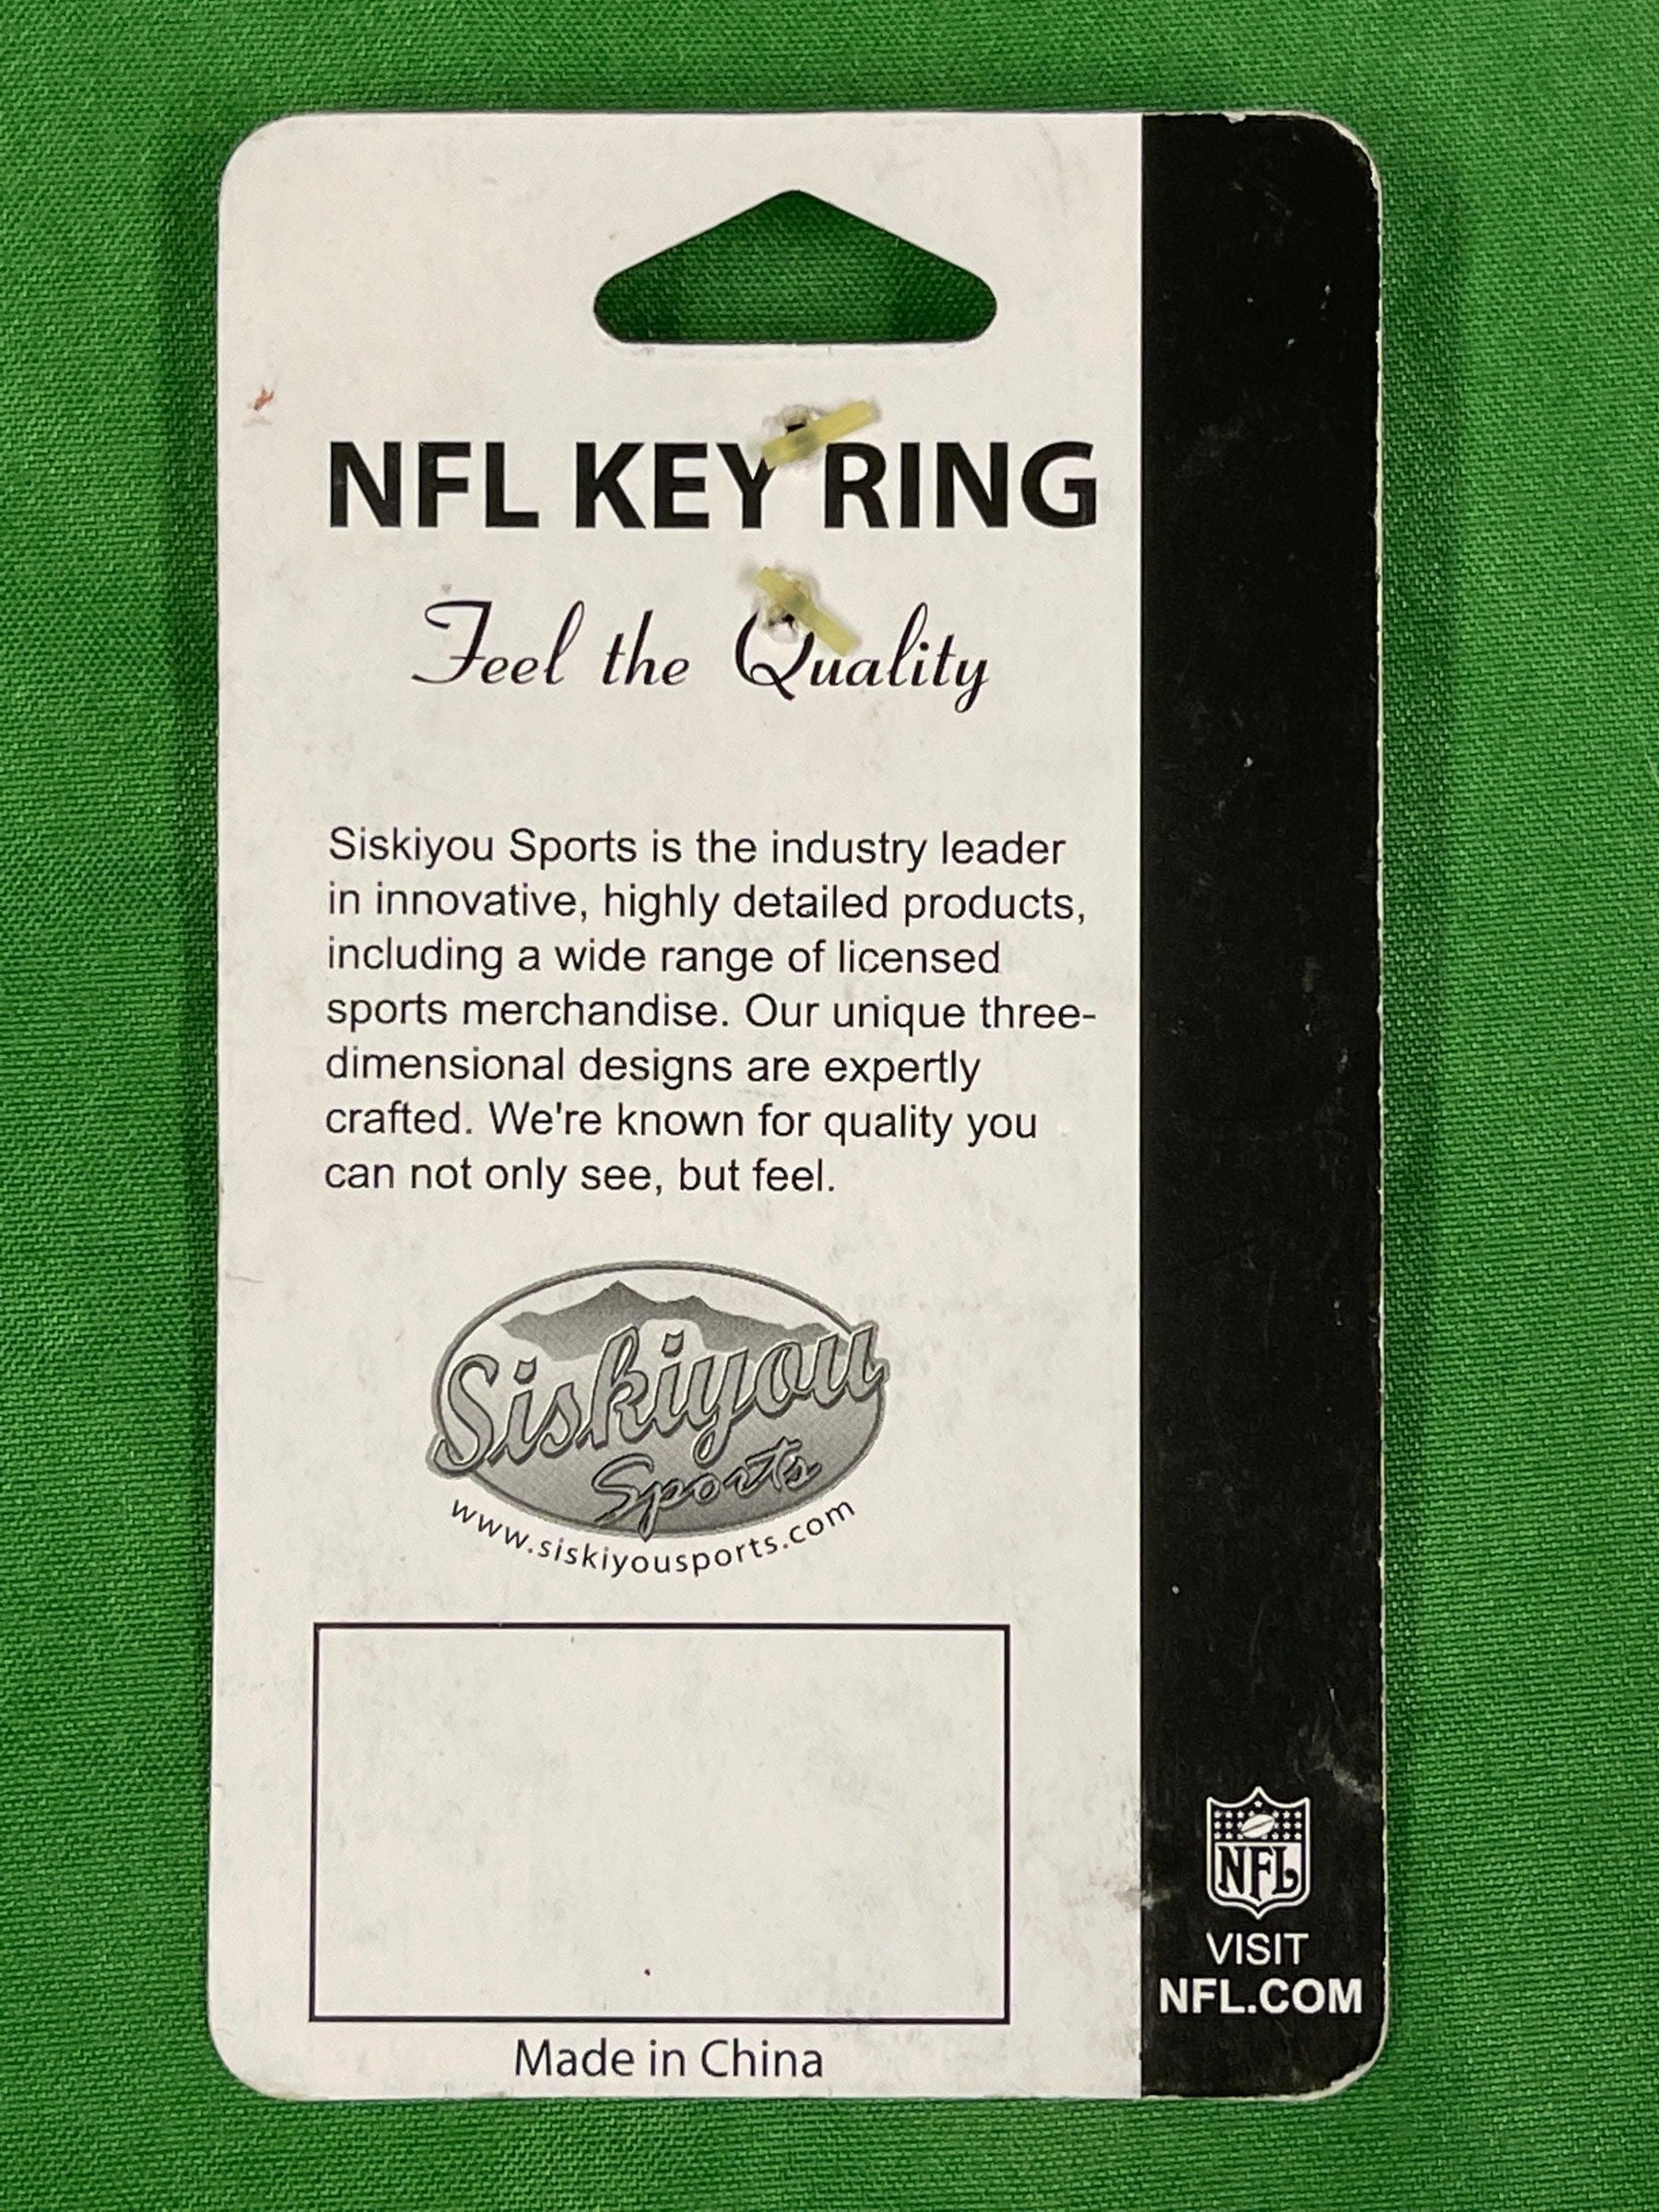 NFL KEY RING
Feel the Quality
Siskiyou Sports is the industry leader
in innovative, highly detailed products,
including a wide range of licensed
sports merchandise. Our unique three-
dimensional designs are expertly
crafted. We're known for quality you
can not only see, but feel.
Siskiyou
Sports
www.siskiyousports.com
Made in China
NFL
VISIT
NFL.COM